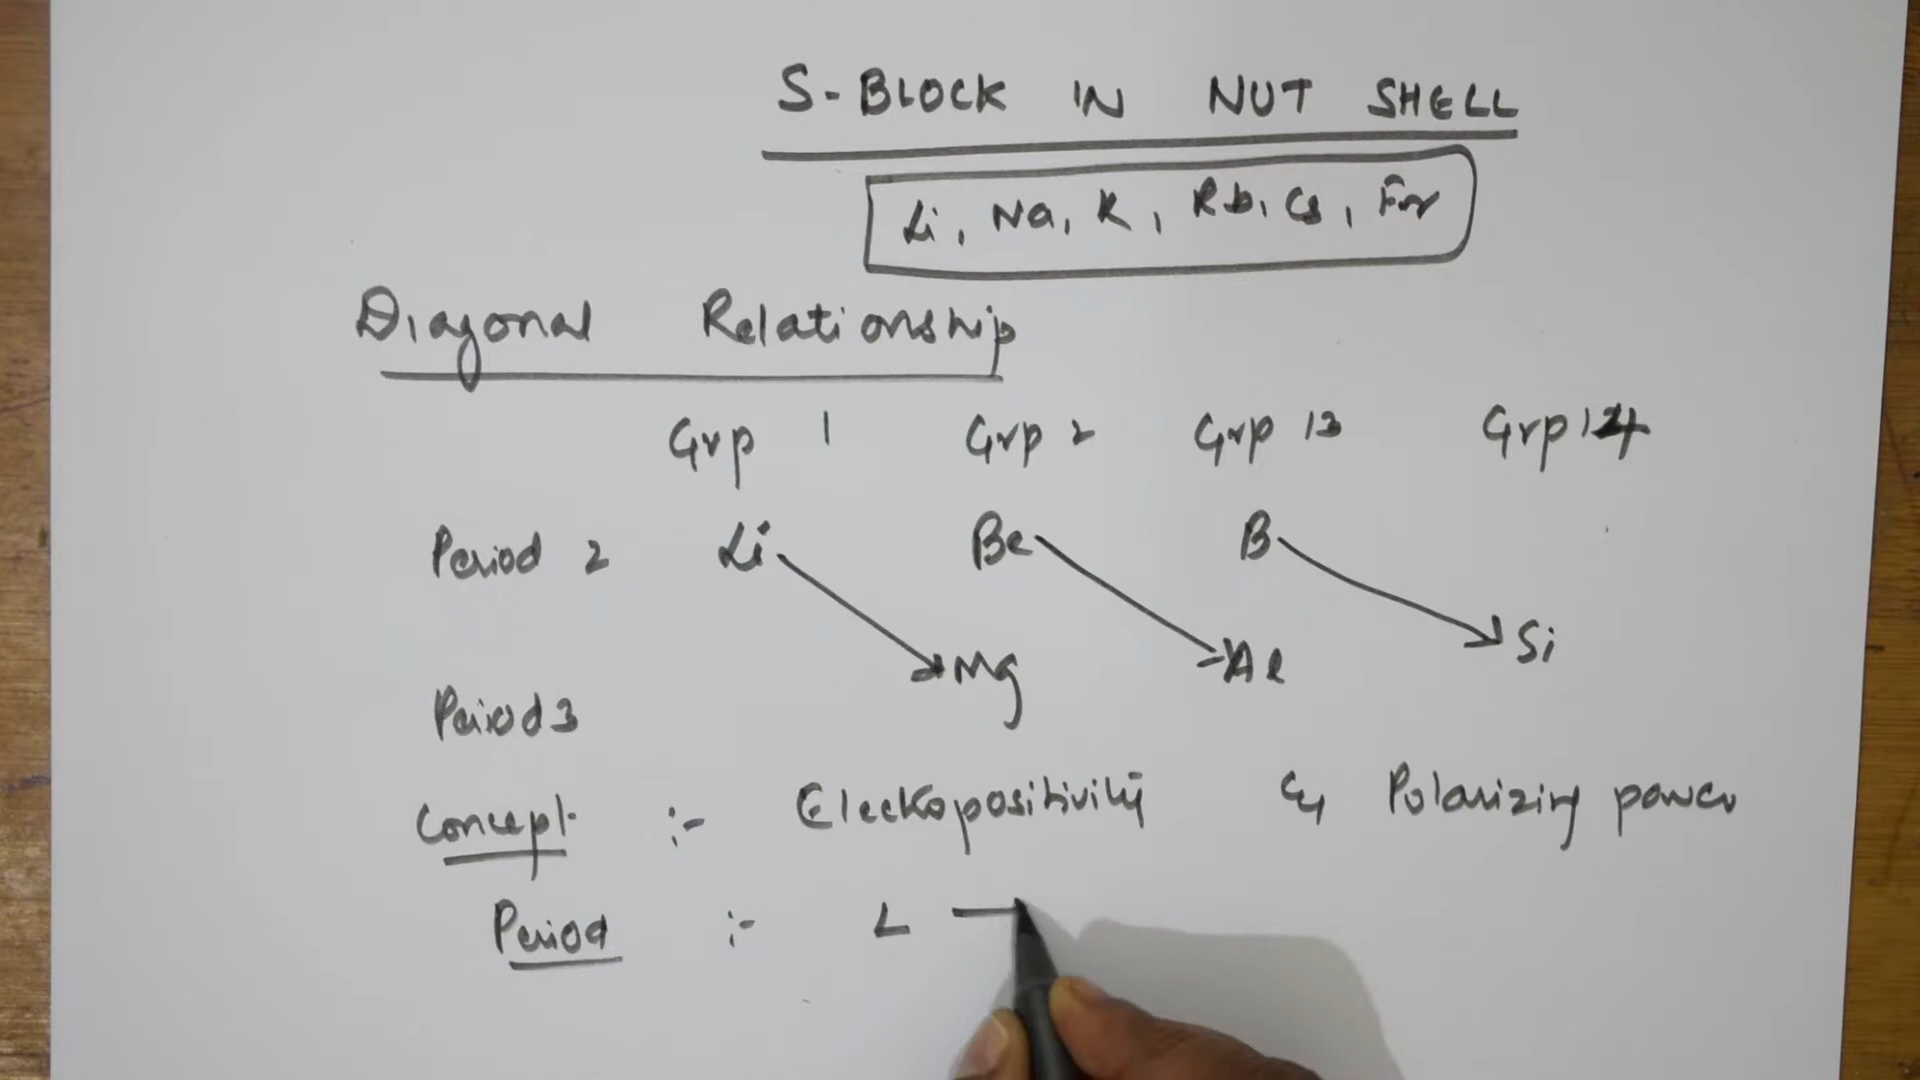 S-BLOCK IN NUT SHELL
Li, Na, K, Rb, Cs, Fr
Diagonal Relationship
Grp 1 Grp 2 Grp 13 Grp 14
Period 2 Li Be B
Mg Al Si
Period 3
Concept :- Electropositivity & Polarizing power
Period :- L —